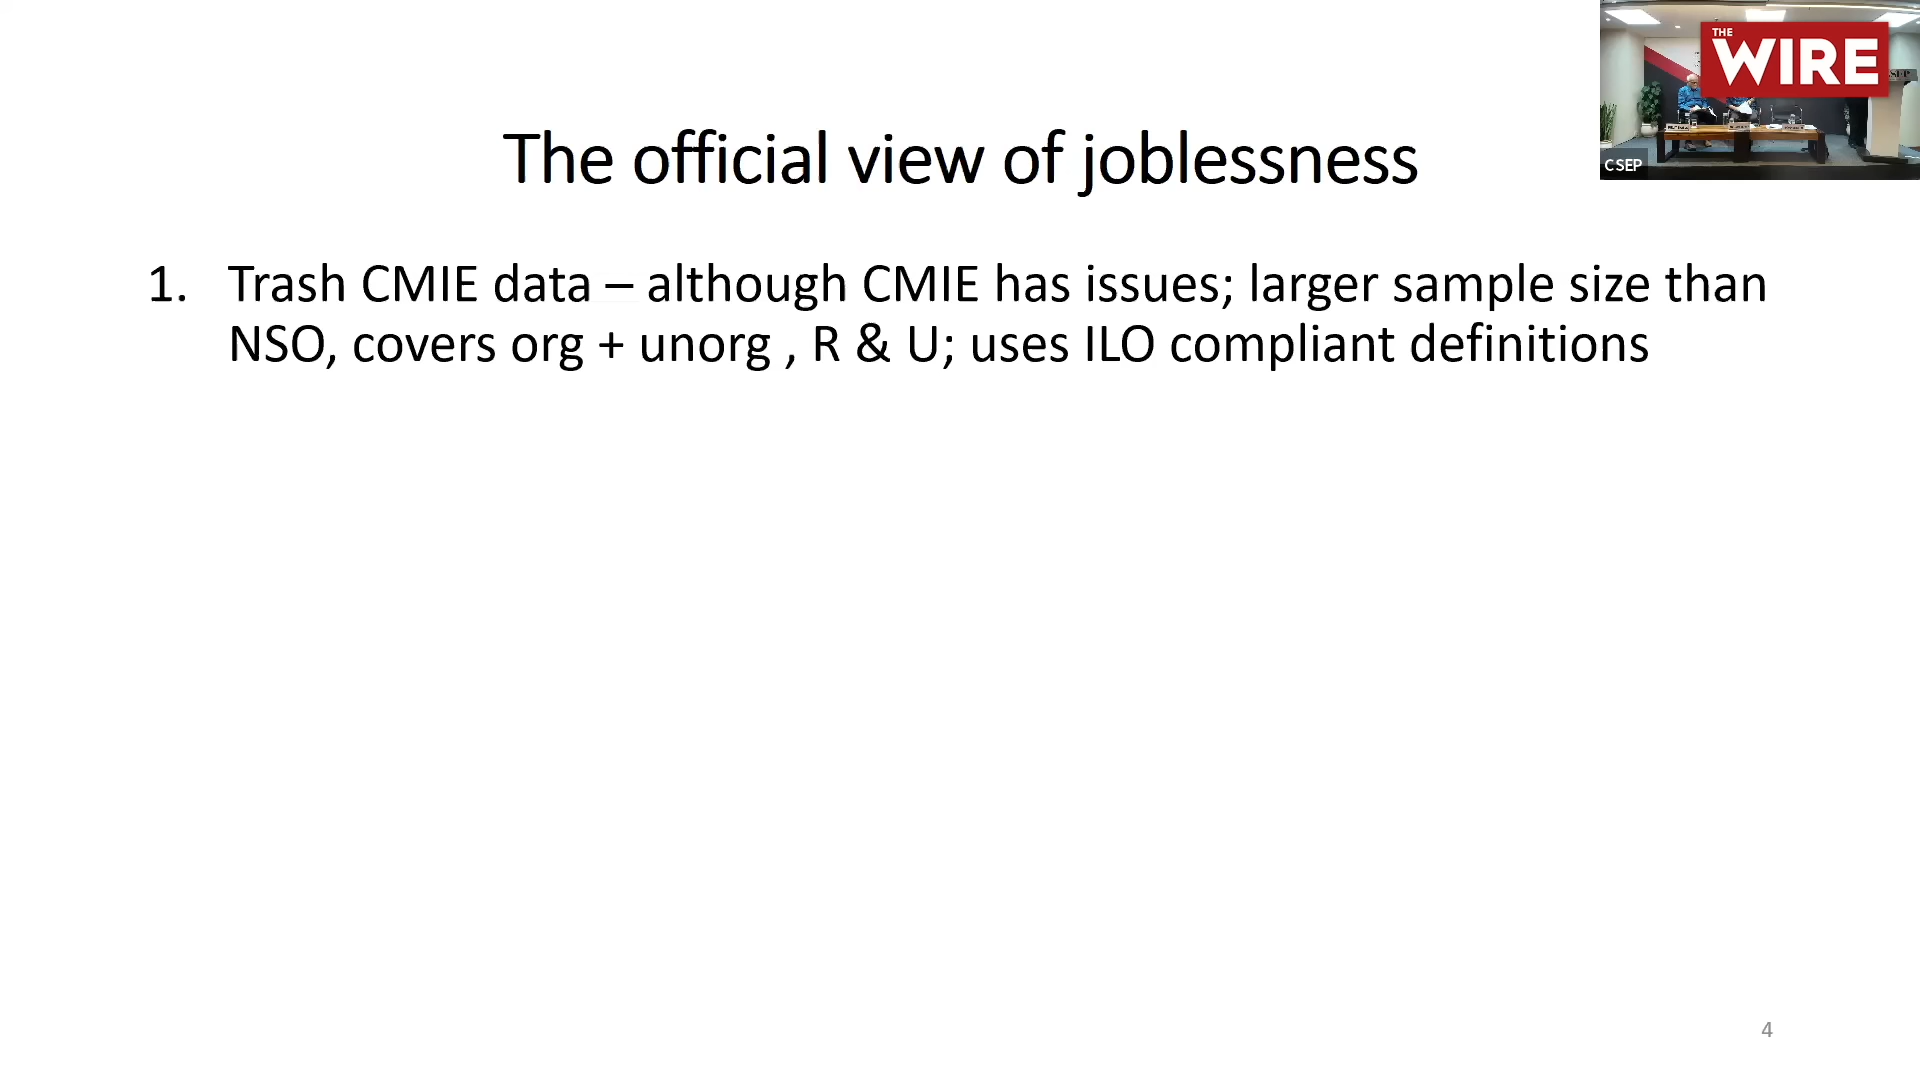 THE
WIRE
CSEP
The official view of joblessness
1. Trash CMIE data – although CMIE has issues; larger sample size than
NSO, covers org + unorg , R & U; uses ILO compliant definitions
4